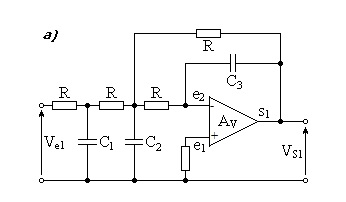 a)
R
C3
R R R e2
AV S1
Ve1 C1 C2 - +
e1 VS1